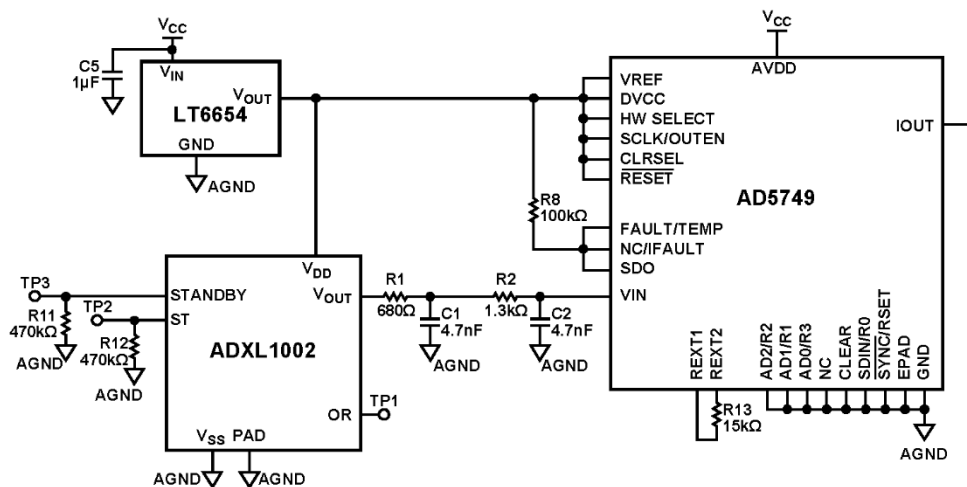 VCC
C5
1µF
VIN
VOUT
LT6654
GND
AGND
VCC
AVDD
VREF
DVCC
HW SELECT
SCLK/OUTEN
CLRSEL
RESET
IOUT
AD5749
R8
100kΩ
FAULT/TEMP
NC/IFAULT
SDO
VIN
TP3
R11
470kΩ
AGND
TP2
R12
470kΩ
AGND
STANDBY
ST
VDD
VOUT
ADXL1002
OR
TP1
VSS
PAD
AGND
AGND
R1
680Ω
C1
4.7nF
AGND
R2
1.3kΩ
C2
4.7nF
AGND
REXT1
REXT2
R13
15kΩ
AD2/R2
AD1/R1
AD0/R3
NC
CLEAR
SDIN/R0
SYNC/RSET
EPAD
GND
AGND